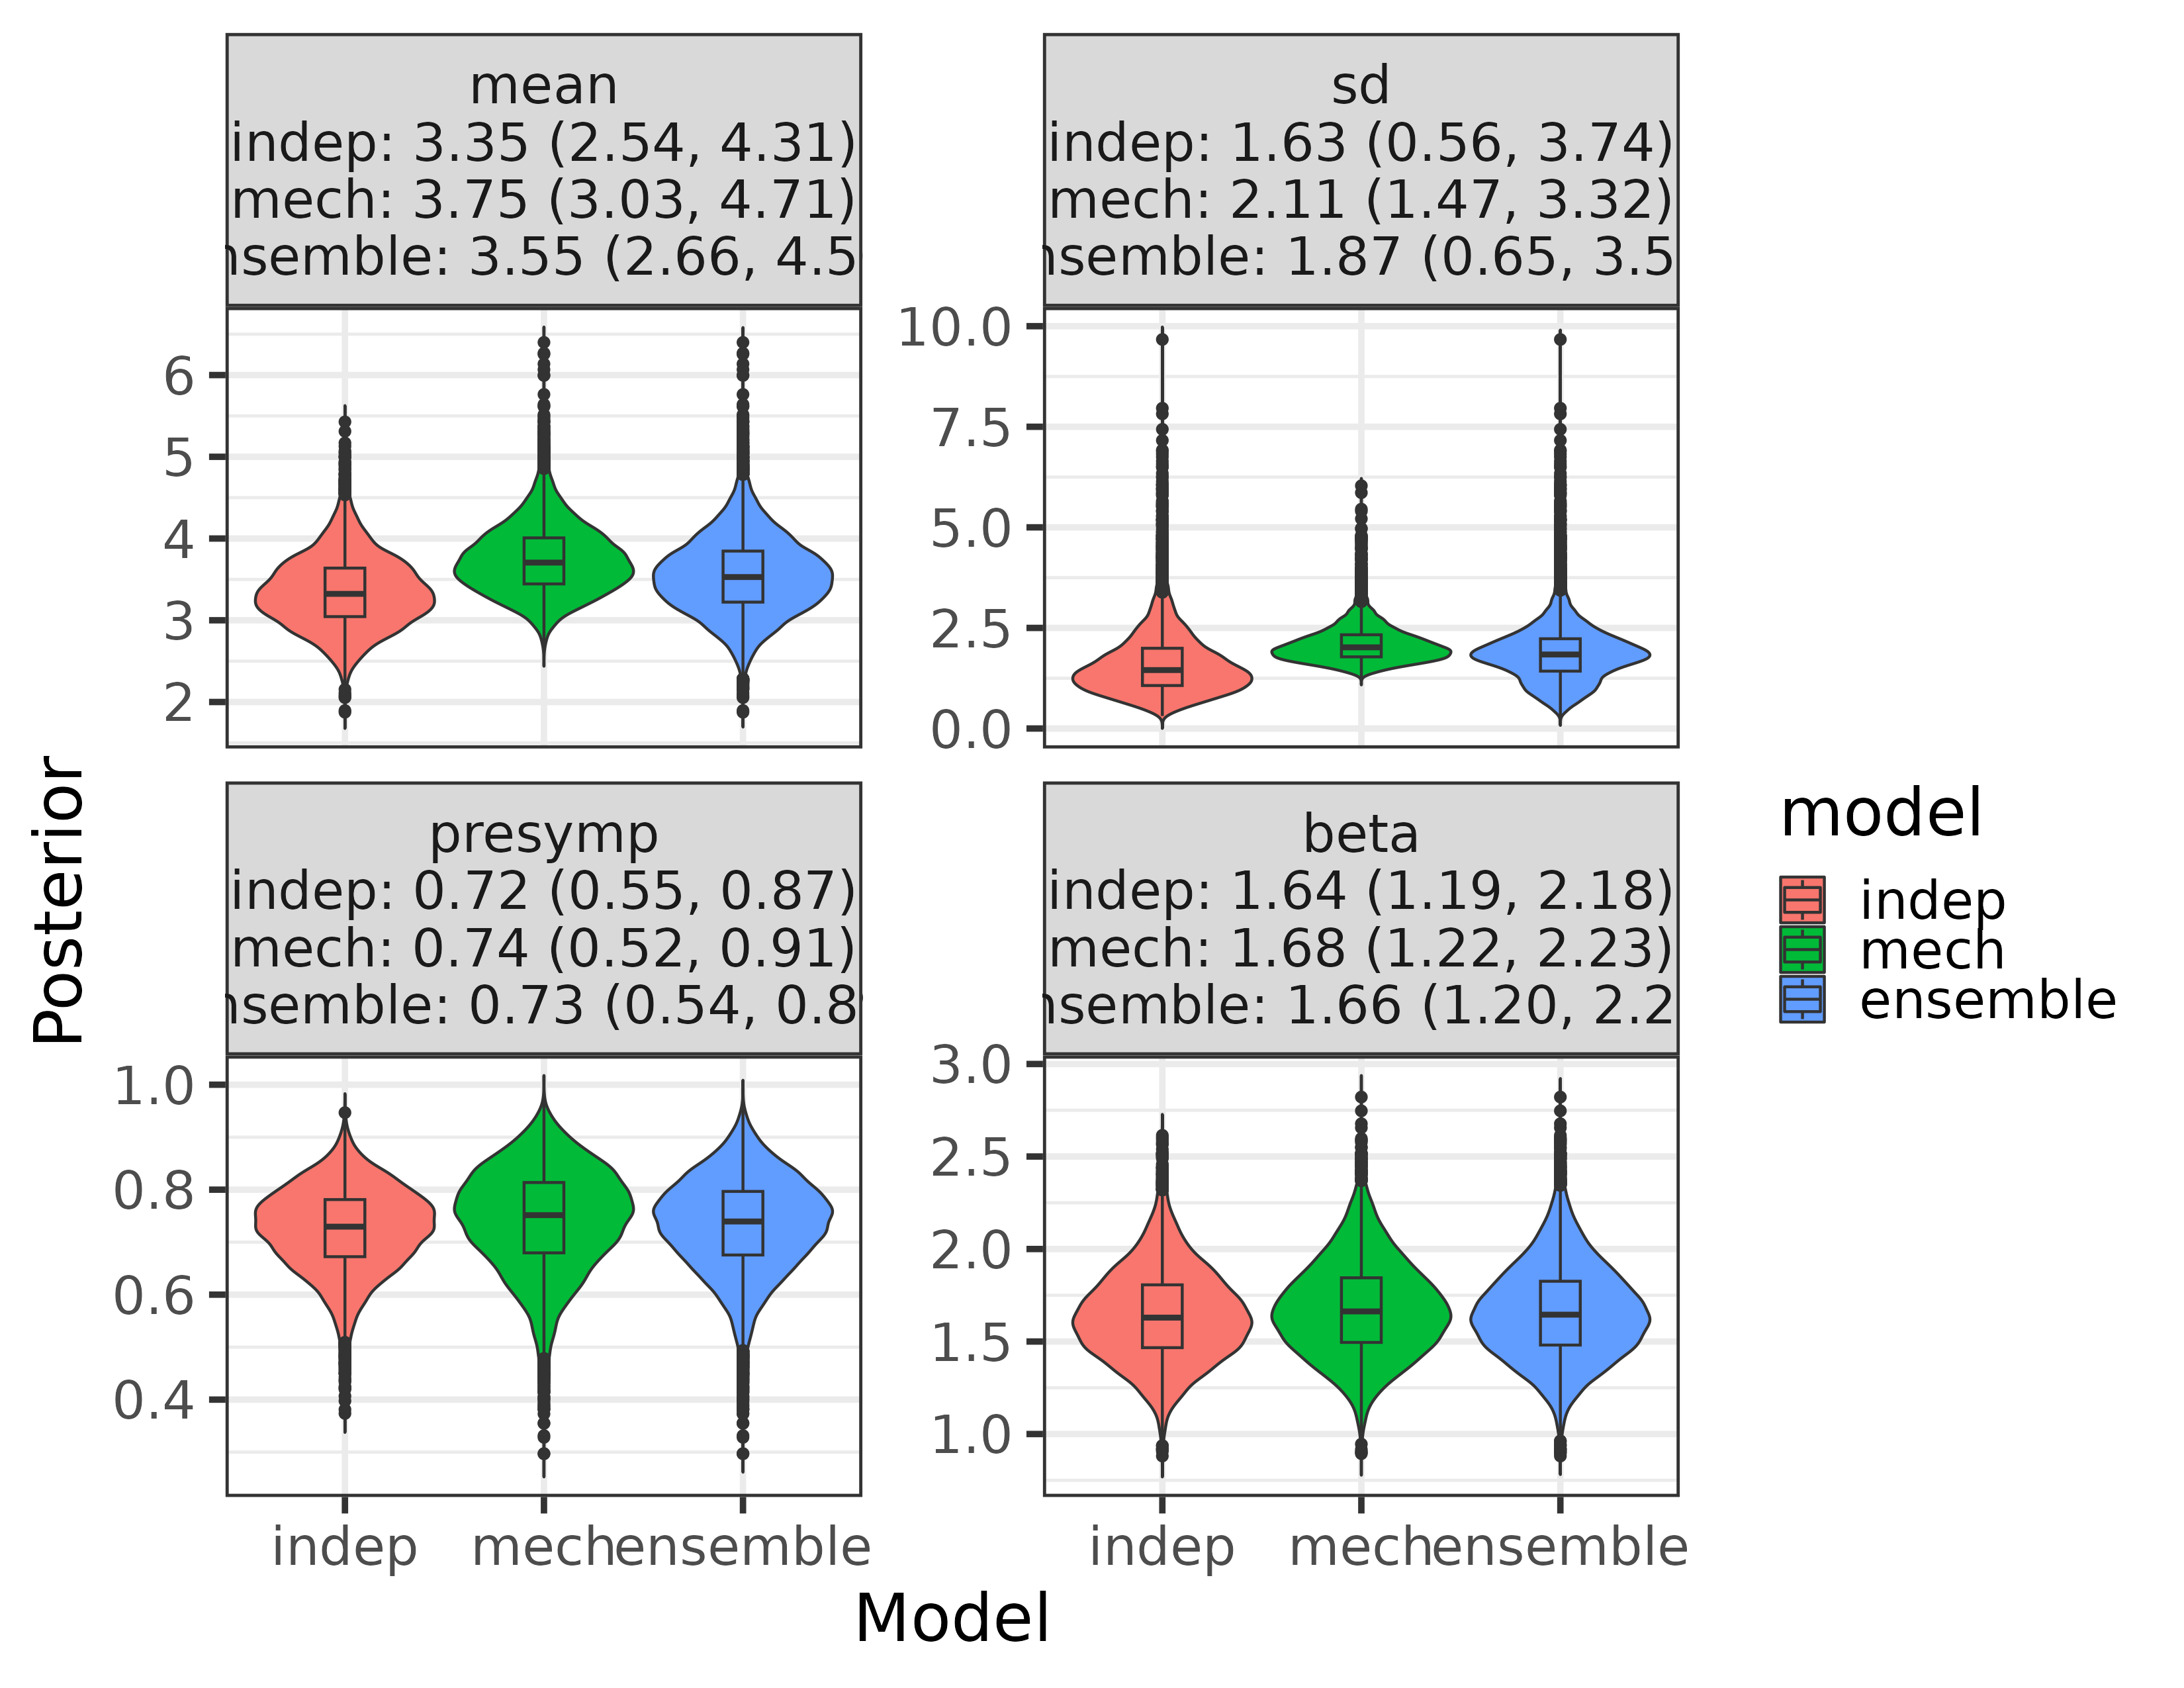 mean
indep: 3.35 (2.54, 4.31)
mech: 3.75 (3.03, 4.71)
nsemble: 3.55 (2.66, 4.5
sd
indep: 1.63 (0.56, 3.74)
mech: 2.11 (1.47, 3.32)
nsemble: 1.87 (0.65, 3.5
6
5
4
3
2
10.0
7.5
5.0
2.5
0.0
Posterior
presymp
indep: 0.72 (0.55, 0.87)
mech: 0.74 (0.52, 0.91)
nsemble: 0.73 (0.54, 0.8
beta
indep: 1.64 (1.19, 2.18)
mech: 1.68 (1.22, 2.23)
nsemble: 1.66 (1.20, 2.2
1.0
0.8
0.6
0.4
3.0
2.5
2.0
1.5
1.0
indep mech ensemble
indep mech ensemble
Model
model
indep
mech
ensemble